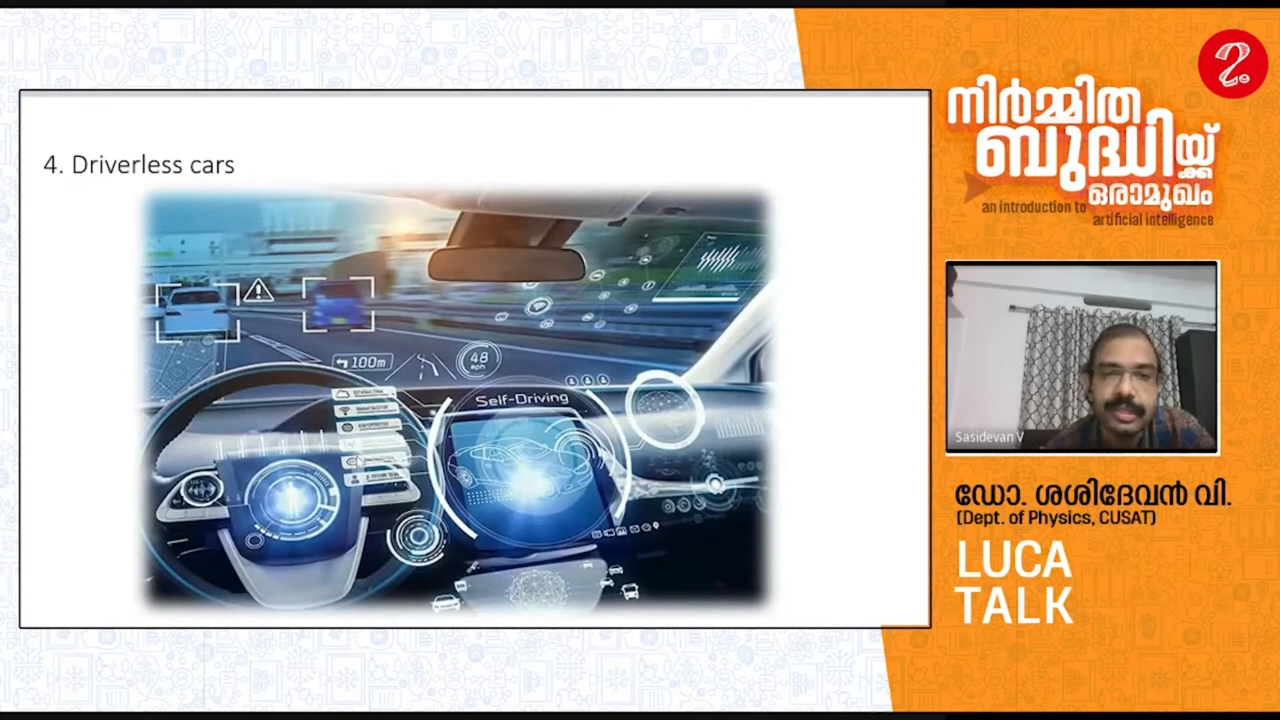 4. Driverless cars
100m
48
mph
Self-Driving
നിർമ്മിത
ബുദ്ധിയ്ക്ക്
ഒരാമുഖം
an introduction to
artificial intelligence
Sasidevan V
ഡോ. ശശിദേവൻ വി.
(Dept. of Physics, CUSAT)
LUCA
TALK